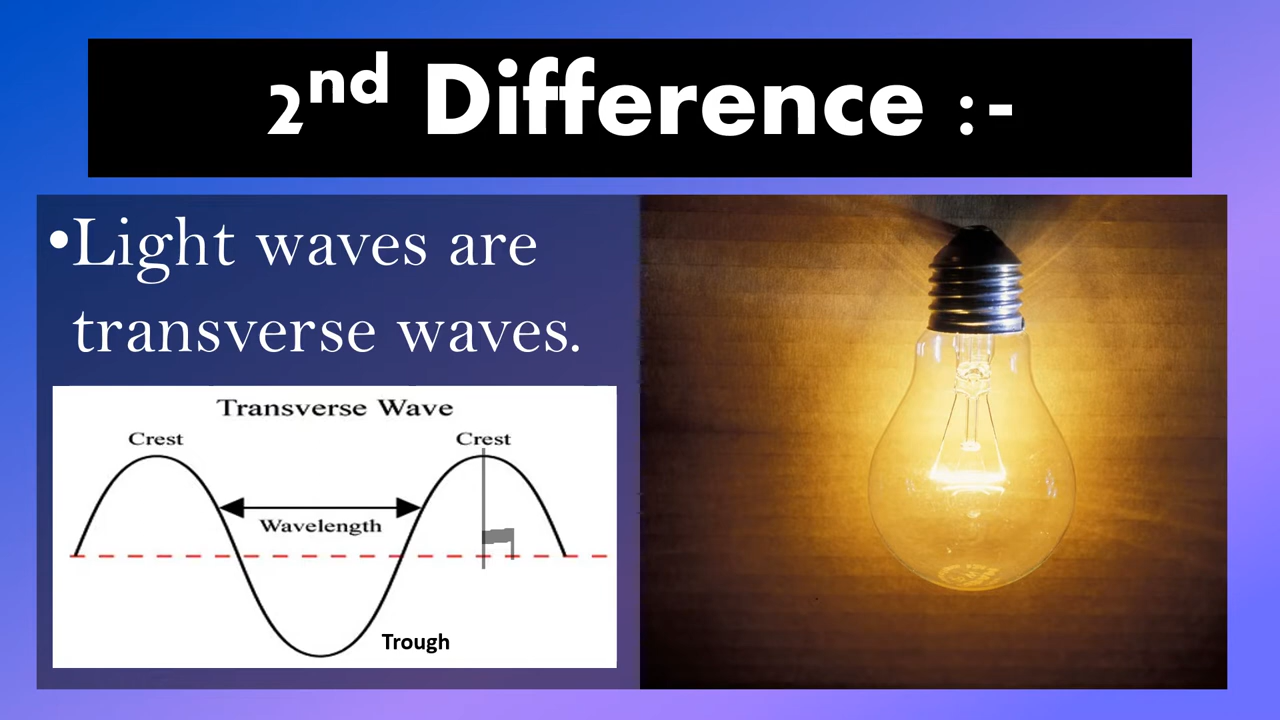 2nd Difference :-
•Light waves are
transverse waves.
Transverse Wave
Crest Crest
Wavelength
Trough